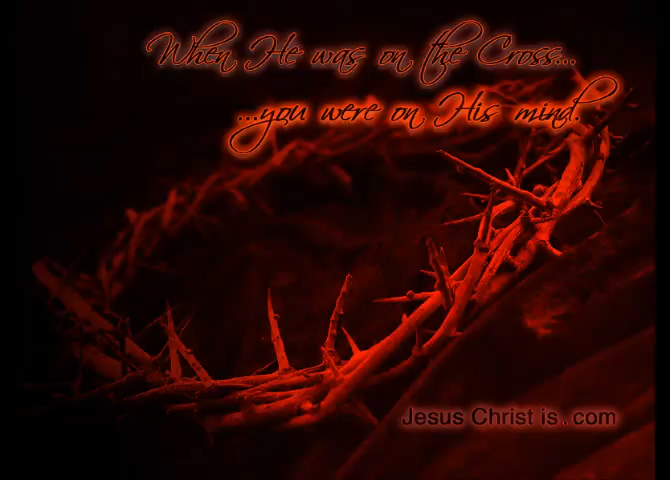 When He was on the Cross...
...you were on His mind.
Jesus Christ is . com